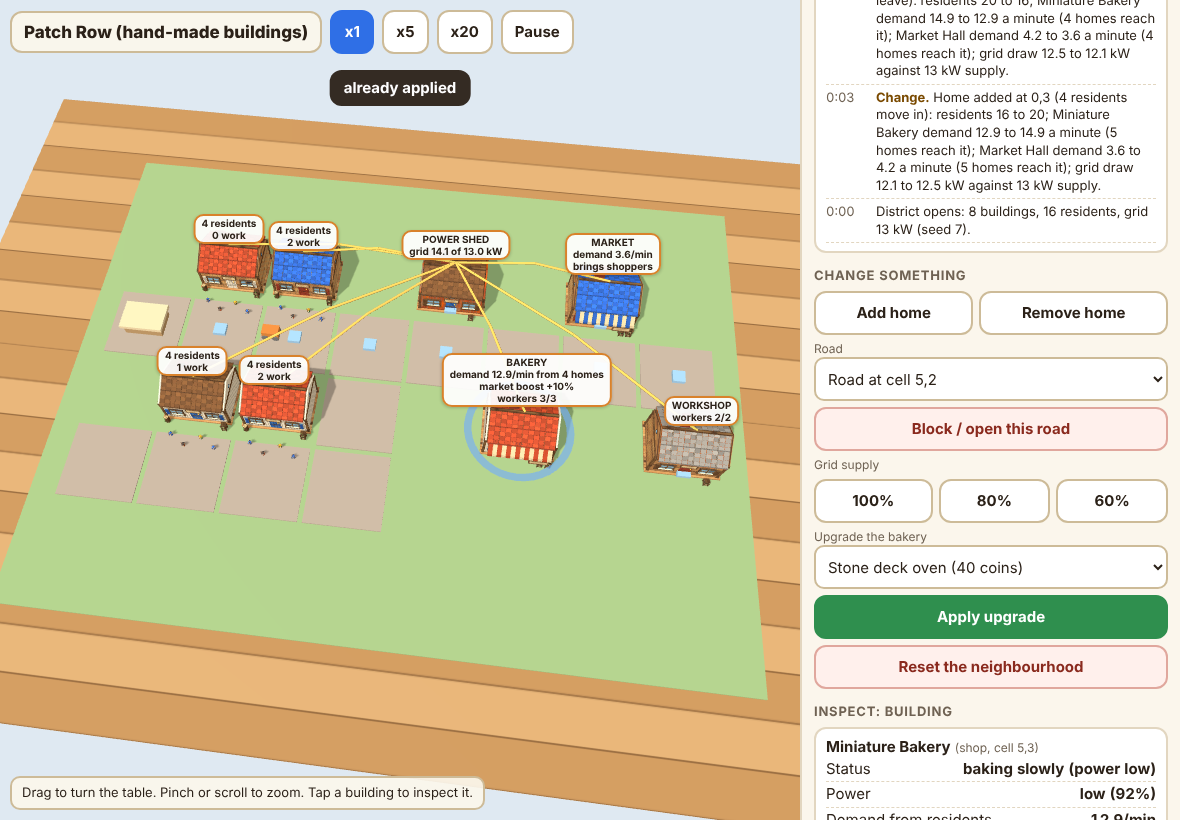 Patch Row (hand-made buildings)
x1
x5
x20
Pause
already applied
4 residents
0 work
4 residents
2 work
POWER SHED
grid 14.1 of 13.0 kW
MARKET
demand 3.6/min
brings shoppers
4 residents
1 work
4 residents
2 work
BAKERY
demand 12.9/min from 4 homes
market boost +10%
workers 3/3
WORKSHOP
workers 2/2
Drag to turn the table. Pinch or scroll to zoom. Tap a building to inspect it.
leave): residents 20 to 16; Miniature Bakery
demand 14.9 to 12.9 a minute (4 homes reach
it); Market Hall demand 4.2 to 3.6 a minute (4
homes reach it); grid draw 12.5 to 12.1 kW
against 13 kW supply.
0:03
Change. Home added at 0,3 (4 residents
move in): residents 16 to 20; Miniature
Bakery demand 12.9 to 14.9 a minute (5
homes reach it); Market Hall demand 3.6 to
4.2 a minute (5 homes reach it); grid draw
12.1 to 12.5 kW against 13 kW supply.
0:00
District opens: 8 buildings, 16 residents, grid
13 kW (seed 7).
CHANGE SOMETHING
Add home
Remove home
Road
Road at cell 5,2
Block / open this road
Grid supply
100%
80%
60%
Upgrade the bakery
Stone deck oven (40 coins)
Apply upgrade
Reset the neighbourhood
INSPECT: BUILDING
Miniature Bakery (shop, cell 5,3)
Status
baking slowly (power low)
Power
low (92%)
Demand from residents
12.9/min